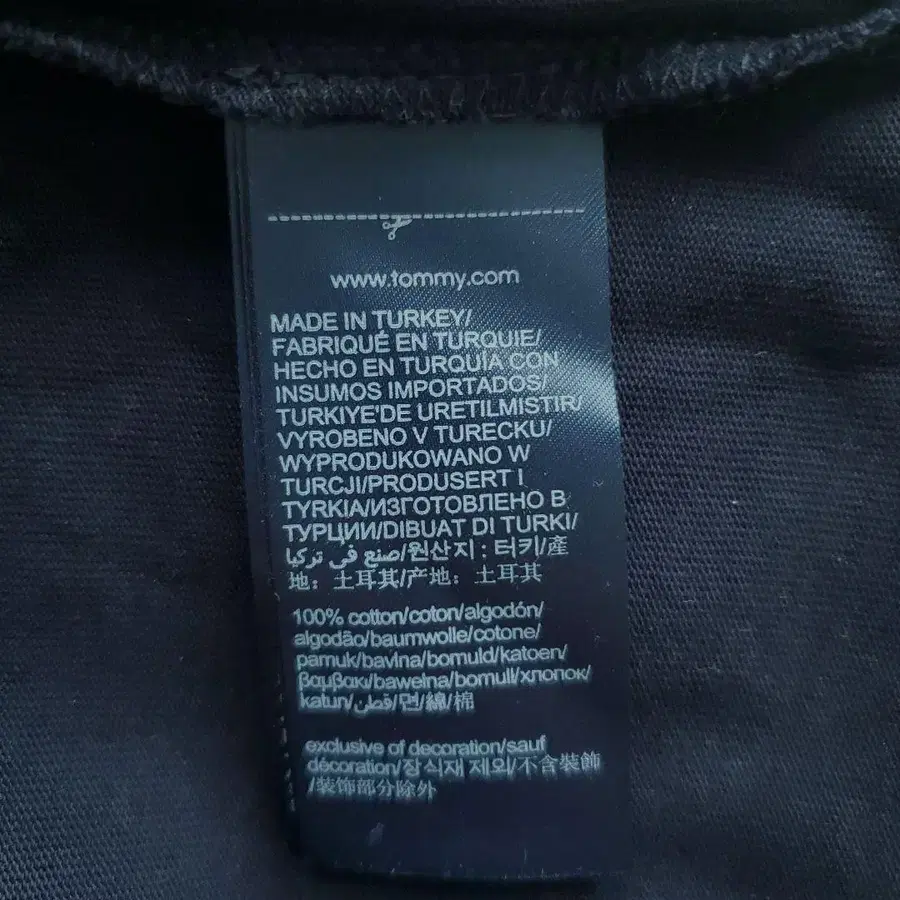 www.tommy.com
MADE IN TURKEY/
FABRIQUÉ EN TURQUIE/
HECHO EN TURQUÍA CON
INSUMOS IMPORTADOS/
TURKIYE'DE URETILMISTIR/
VYROBENO V TURECKU/
WYPRODUKOWANO W
TURCJI/PRODUSERT I
TYRKIA/ИЗГОТОВЛЕНО В
ТУРЦИИ/DIBUAT DI TURKI/
صنع في تركيا/원산지: 터키/產
地: 土耳其/产地: 土耳其
100% cotton/coton/algodón/
algodão/baumwolle/cotone/
pamuk/bavlna/bomuld/katoen/
βαμβακι/bawełna/bomull/хлопок/
katun/قطن/면/綿/棉
exclusive of decoration/sauf
décoration/장식재 제외/不含裝飾
/装饰部分除外